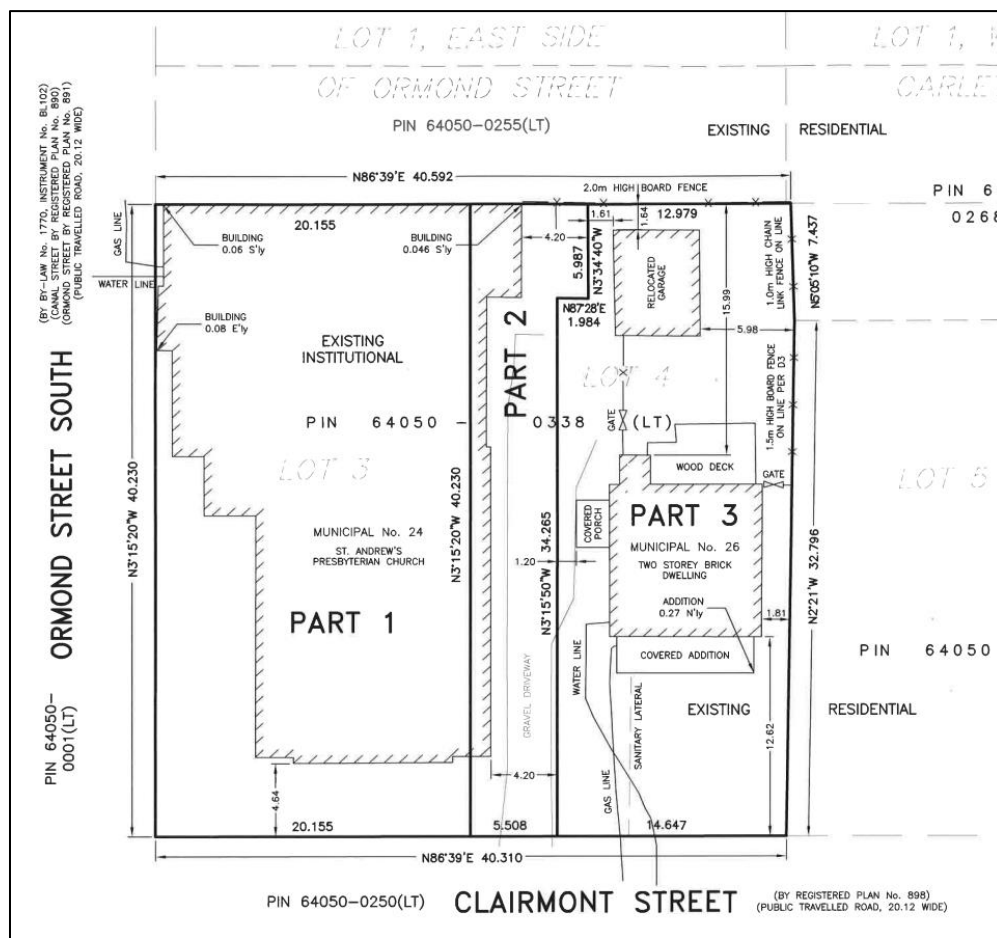 LOT 1, EAST SIDE
OF ORMOND STREET
LOT 1,
CARLE
PIN 64050-0255(LT)
EXISTING
RESIDENTIAL
(BY BY-LAW No. 1770, INSTRUMENT No. BL102)
(CANAL STREET BY REGISTERED PLAN No. 890)
(ORMOND STREET BY REGISTERED PLAN No. 891)
(PUBLIC TRAVELLED ROAD, 20.12 WIDE)
N86°39'E 40.592
2.0m HIGH BOARD FENCE
PIN 6
0268
GAS LINE
WATER LINE
20.155
BUILDING
0.06 S'ly
BUILDING
0.046 S'ly
4.20
1.61
1.64
12.979
5.987
N3°34'40"W
N87°28'E
1.984
RELOCATED
GARAGE
15.99
5.98
1.0m HIGH CHAIN
LINK FENCE ON LINE
N5°05'10"W 7.437
BUILDING
0.08 E'ly
EXISTING
INSTITUTIONAL
PART 2
LOT 4
PIN 64050 - 0338 (LT)
GATE
1.5m HIGH BOARD FENCE
ON LINE PER D3
LOT 3
WOOD DECK
GATE
LOT 5
ORMOND STREET SOUTH
N3°15'20"W 40.230
N3°15'20"W 40.230
MUNICIPAL No. 24
ST. ANDREW'S
PRESBYTERIAN CHURCH
PART 1
N3°15'50"W 34.265
1.20
COVERED
PORCH
PART 3
MUNICIPAL No. 26
TWO STOREY BRICK
DWELLING
ADDITION
0.27 N'ly
1.81
N2°21'W 32.796
COVERED ADDITION
PIN 64050
EXISTING
RESIDENTIAL
PIN 64050-
0001(LT)
GRAVEL DRIVEWAY
WATER LINE
GAS LINE
SANITARY LATERAL
12.62
4.64
4.20
20.155
5.508
14.647
N86°39'E 40.310
PIN 64050-0250(LT)
CLAIRMONT STREET
(BY REGISTERED PLAN No. 898)
(PUBLIC TRAVELLED ROAD, 20.12 WIDE)